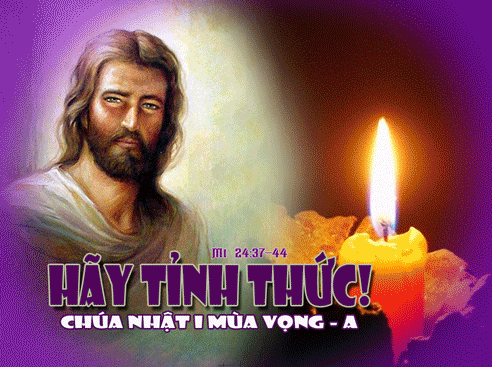 Mt 24:37-44
HÃY TỈNH THỨC!
CHÚA NHẬT I MÙA VỌNG - A